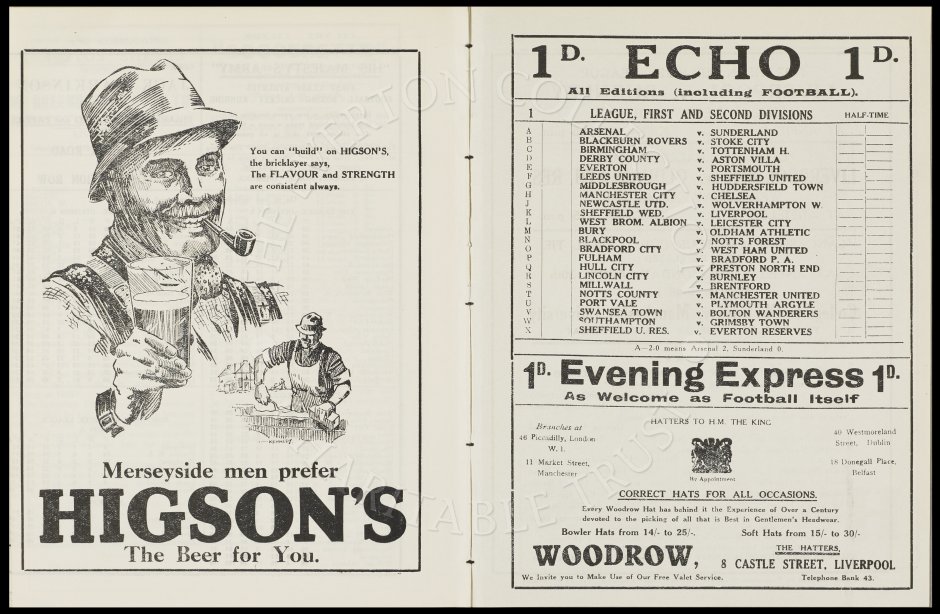 You can "build" on HIGSON'S,
the bricklayer says,
The FLAVOUR and STRENGTH
are consistent always.
Merseyside men prefer
HIGSON'S
The Beer for You.
1D. ECHO 1D.
All Editions (including FOOTBALL).
1 LEAGUE, FIRST AND SECOND DIVISIONS HALF-TIME
A ARSENAL v. SUNDERLAND
B BLACKBURN ROVERS v. STOKE CITY
C BIRMINGHAM v. TOTTENHAM H.
D DERBY COUNTY v. ASTON VILLA
E EVERTON v. PORTSMOUTH
F LEEDS UNITED v. SHEFFIELD UNITED
G MIDDLESBROUGH v. HUDDERSFIELD TOWN
H MANCHESTER CITY v. CHELSEA
J NEWCASTLE UTD. v. WOLVERHAMPTON W.
K SHEFFIELD WED. v. LIVERPOOL
L WEST BROM. ALBION v. LEICESTER CITY
M BURY v. OLDHAM ATHLETIC
N BLACKPOOL v. NOTTS FOREST
O BRADFORD CITY v. WEST HAM UNITED
P FULHAM v. BRADFORD P. A.
Q HULL CITY v. PRESTON NORTH END
R LINCOLN CITY v. BURNLEY
S MILLWALL v. BRENTFORD
T NOTTS COUNTY v. MANCHESTER UNITED
U PORT VALE v. PLYMOUTH ARGYLE
V SWANSEA TOWN v. BOLTON WANDERERS
W SOUTHAMPTON v. GRIMSBY TOWN
X SHEFFIELD U. RES. v. EVERTON RESERVES
A—2-0 means Arsenal 2, Sunderland 0.
1D. Evening Express 1D.
As Welcome as Football Itself
HATTERS TO H.M. THE KING
Branches at
46 Picadilly, London
W. 1.
11 Market Street,
Manchester
By Appointment
40 Westmoreland
Street, Dublin
18 Donegall Place,
Belfast
CORRECT HATS FOR ALL OCCASIONS.
Every Woodrow Hat has behind it the Experience of Over a Century
devoted to the picking of all that is Best in Gentlemen's Headwear.
Bowler Hats from 14/- to 25/-. Soft Hats from 15/- to 30/-
WOODROW, THE HATTERS,
8 CASTLE STREET, LIVERPOOL
We Invite you to Make Use of Our Free Valet Service. Telephone Bank 43.